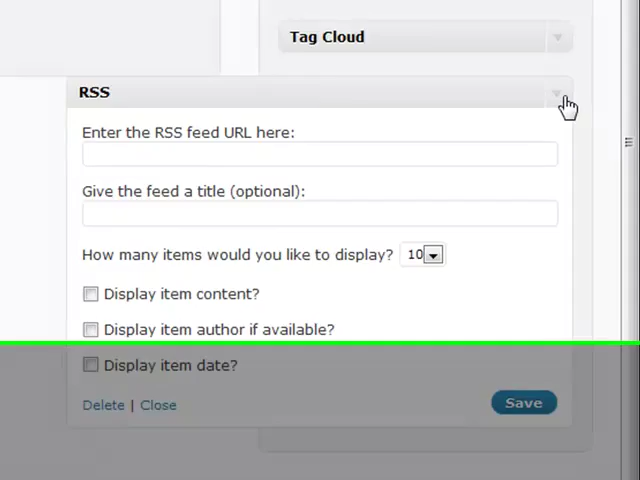 Tag Cloud
RSS
Enter the RSS feed URL here:
Give the feed a title (optional):
How many items would you like to display? 10
Display item content?
Display item author if available?
Display item date?
Delete | Close
Save